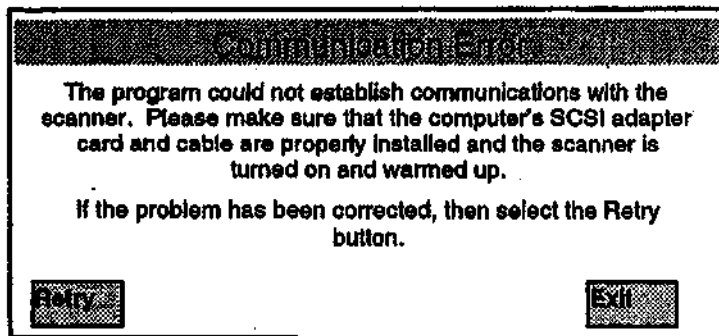 Communication Error
The program could not establish communications with the
scanner. Please make sure that the computer's SCSI adapter
card and cable are properly installed and the scanner is
turned on and warmed up.
If the problem has been corrected, then select the Retry
button.
Retry
Exit